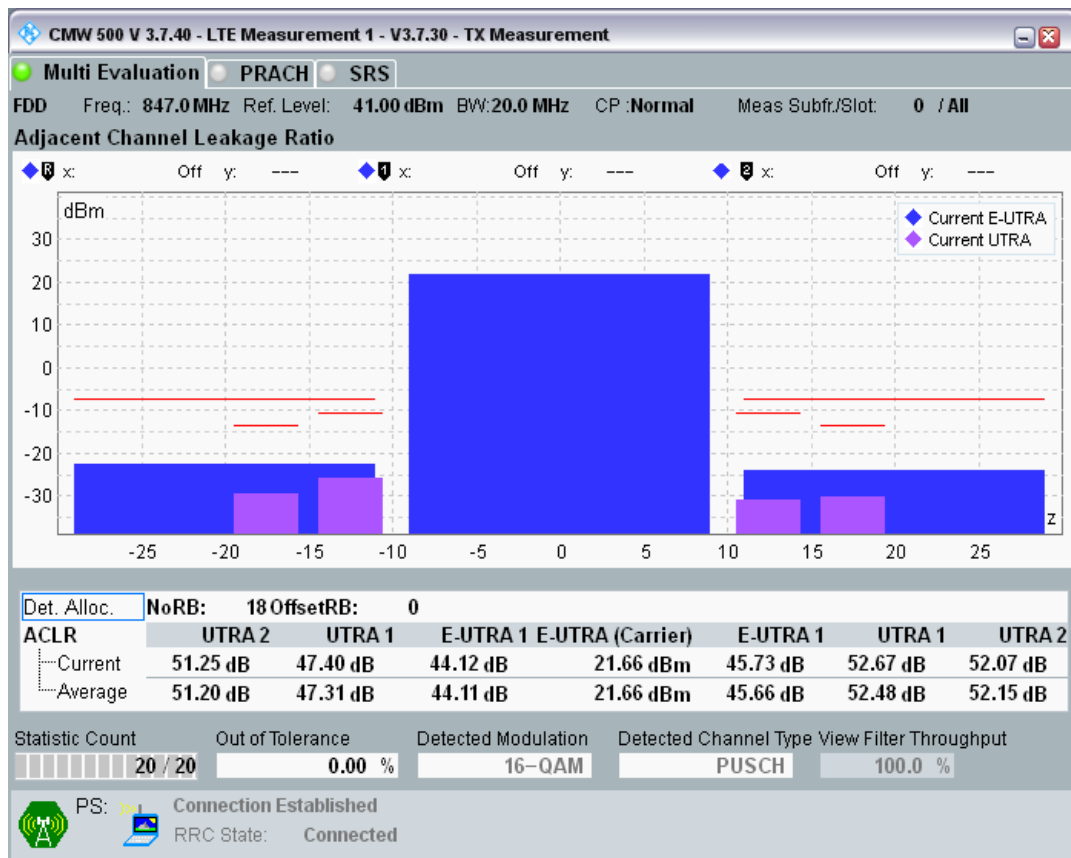 CMW 500 V 3.7.40 - LTE Measurement 1 - V3.7.30 - TX Measurement
Multi Evaluation PRACH SRS
FDD Freq.: 847.0 MHz Ref. Level: 41.00 dBm BW:20.0 MHz CP :Normal Meas Subfr./Slot: 0 / All
Adjacent Channel Leakage Ratio
R x: Off y: --- 1 x: Off y: --- 2 x: Off y: ---
dBm
Current E-UTRA
Current UTRA
30
20
10
0
-10
-20
-30
z
-25 -20 -15 -10 -5 0 5 10 15 20 25
Det. Alloc. NoRB: 18 OffsetRB: 0
ACLR UTRA 2 UTRA 1 E-UTRA 1 E-UTRA (Carrier) E-UTRA 1 UTRA 1 UTRA 2
Current 51.25 dB 47.40 dB 44.12 dB 21.66 dBm 45.73 dB 52.67 dB 52.07 dB
Average 51.20 dB 47.31 dB 44.11 dB 21.66 dBm 45.66 dB 52.48 dB 52.15 dB
Statistic Count Out of Tolerance Detected Modulation Detected Channel Type View Filter Throughput
20 / 20 0.00 % 16-QAM PUSCH 100.0 %
PS: Connection Established
RRC State: Connected